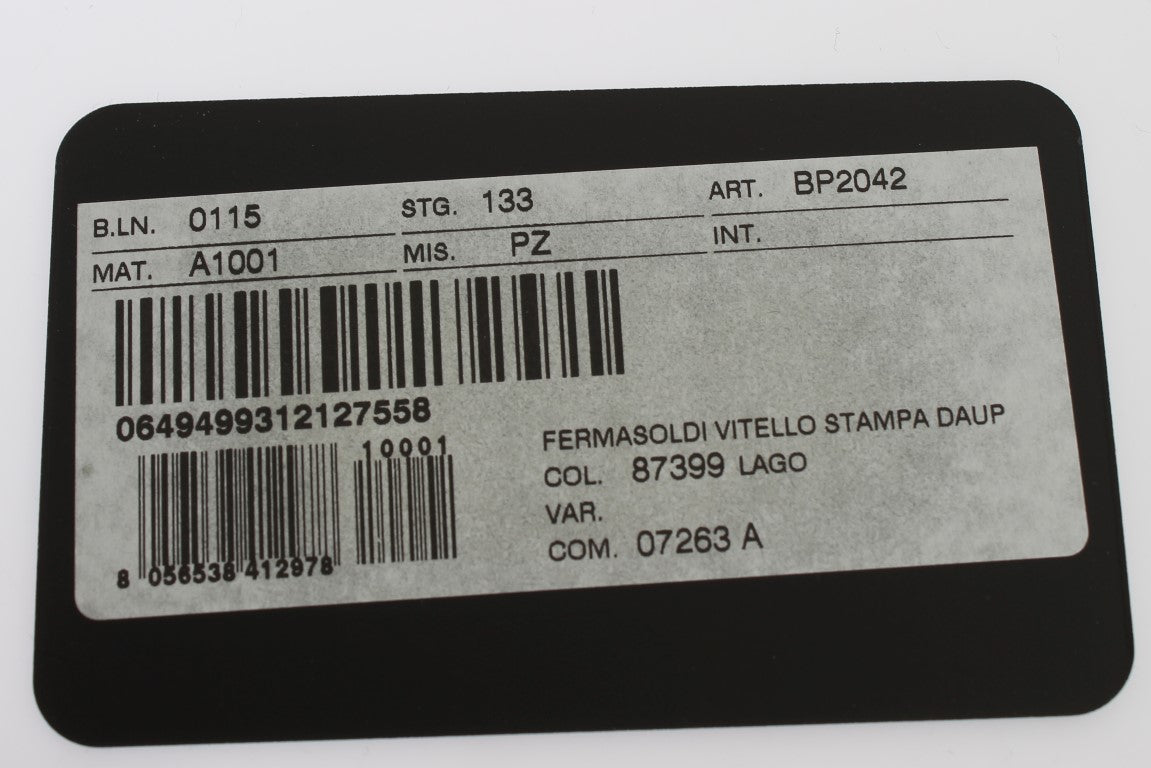 B.LN. 0115 STG. 133 ART. BP2042
MAT. A1001 MIS. PZ INT.
0649499312127558
10001
8 056538 412978
FERMASOLDI VITELLO STAMPA DAUP
COL. 87399 LAGO
VAR.
COM. 07263 A